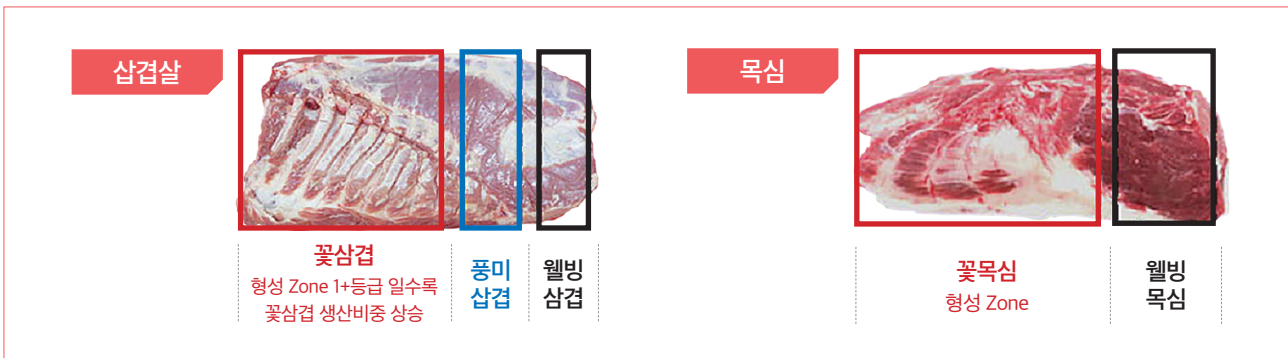 삼겹살
꽃삼겹
형성 Zone 1+등급 일수록
꽃삼겹 생산비중 상승
풍미
삼겹
웰빙
삼겹
목심
꽃목심
형성 Zone
웰빙
목심